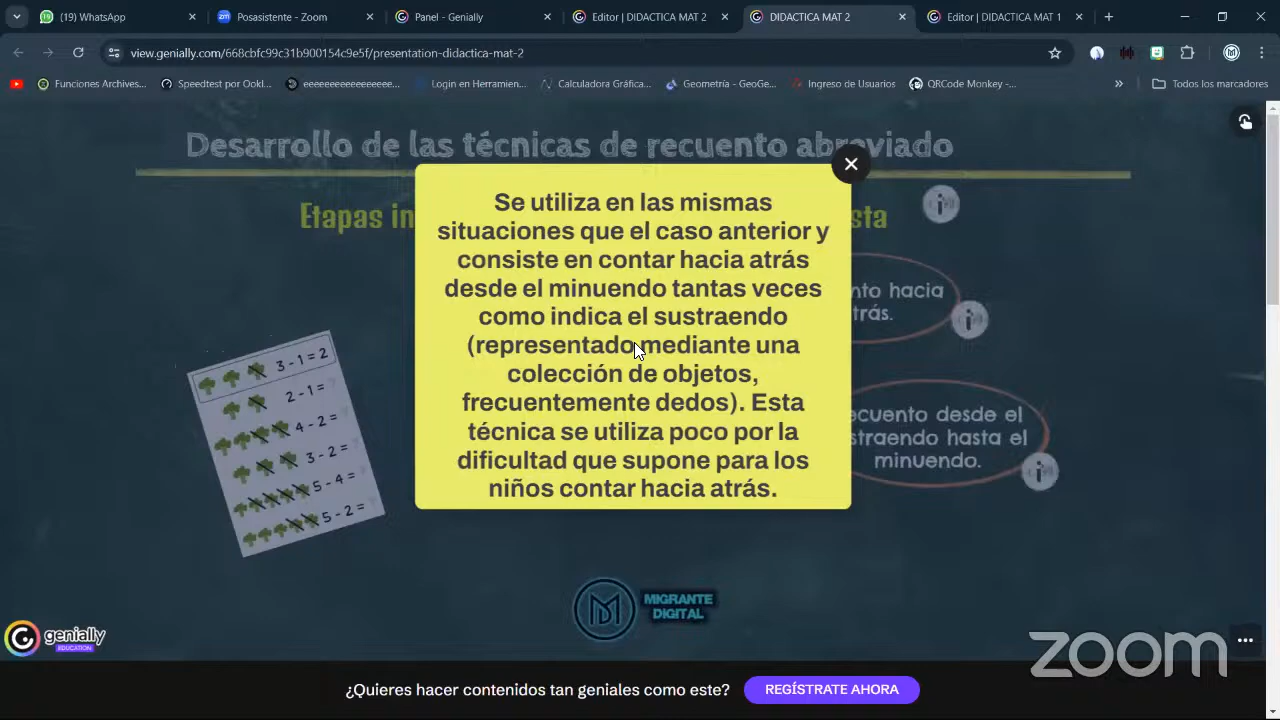 (19) WhatsApp
Posasistente - Zoom
Panel - Genially
Editor | DIDACTICA MAT 2
DIDACTICA MAT 2
Editor | DIDACTICA MAT 1
view.genially.com/668cbfc99c31b900154c9e5f/presentation-didactica-mat-2
Funciones Archives...
Speedtest por Ookl...
eeeeeeeeeeeeeeee...
Login en Herramien...
Calculadora Gráfica...
Geometría - GeoGe...
Ingreso de Usuarios
QRCode Monkey -...
»
Todos los marcadores
Desarrollo de las técnicas de recuento abreviado
Etapas in
sta
Se utiliza en las mismas
situaciones que el caso anterior y
consiste en contar hacia atrás
desde el minuendo tantas veces
como indica el sustraendo
(representado mediante una
colección de objetos,
frecuentemente dedos). Esta
técnica se utiliza poco por la
dificultad que supone para los
niños contar hacia atrás.
nto hacia
trás.
ecuento desde el
straendo hasta el
minuendo.
3 - 1 = 2
2 - 1 =
4 - 2 =
3 - 2 =
5 - 4 =
5 - 2 =
MIGRANTE
DIGITAL
genially
EDUCATION
zoom
¿Quieres hacer contenidos tan geniales como este?
REGÍSTRATE AHORA